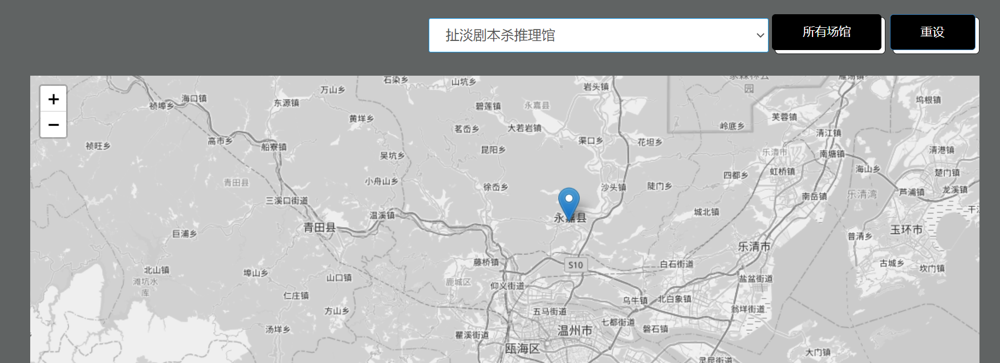 扯淡剧本杀推理馆
所有场馆
重设
+
−
石染乡
山坑乡
岩头镇
园
万山乡
海口镇
祯埠乡
东源镇
碧莲镇
永嘉县
坞根镇
黄垟乡
茗岙乡
大若岩镇
芙蓉镇
岭底乡
清江镇
高市乡
船寮镇
祯旺乡
渠口乡
花坦乡
昆阳乡
吴坑乡
乐清市
南塘镇
清港镇
海山乡
虹桥镇
四都乡
楚门镇
青田县
小舟山乡
徐岙乡
沙头镇
陡门乡
乐清湾
芦浦镇
龙溪镇
南岳镇
三溪口街道
温溪镇
永嘉县
城北镇
青田县
巨浦乡
玉环市
普清乡
乐清市
藤桥镇
S10
白石街道
古城乡
坎门镇
北山镇
滩坑水
库
埠山乡
山口镇
鹿城区
仰义街道
盐盆街道
仁庄镇
乌牛镇
北白象镇
方山乡
五马街道
翁垟街道
汤垟乡
七都街道
磐石镇
温州市
瞿溪街道
瓯海区
大门镇
灵昆街道